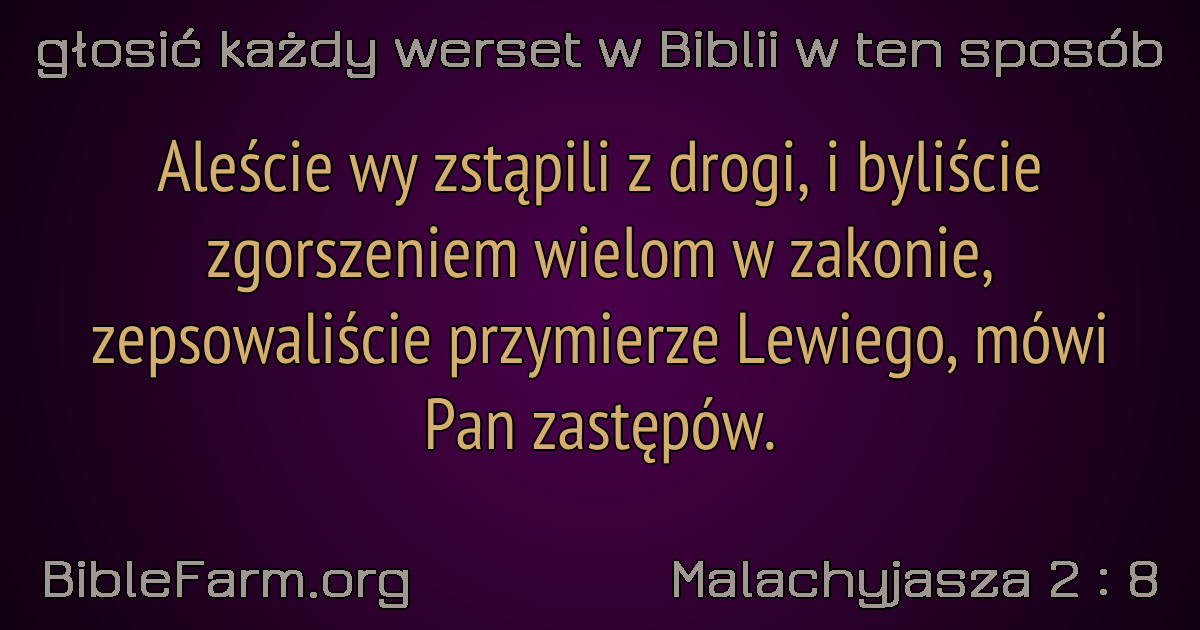 głosić każdy werset w Biblii w ten sposób
Aleście wy zstąpili z drogi, i byliście
zgorszeniem wielom w zakonie,
zepsowaliście przymierze Lewiego, mówi
Pan zastępów.
BibleFarm.org
Malachyjasza 2 : 8